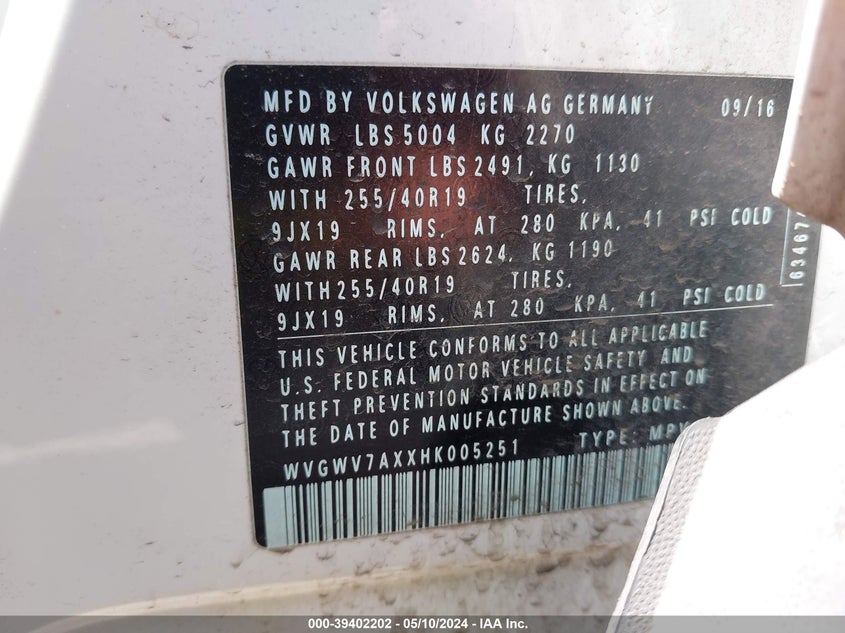 MFD BY VOLKSWAGEN AG GERMANY 09/16
GVWR LBS 5004 KG 2270
GAWR FRONT LBS 2491, KG 1130
WITH 255/40R19 TIRES,
9JX19 RIMS, AT 280 KPA, 41 PSI COLD
GAWR REAR LBS 2624, KG 1190
WITH 255/40R19 TIRES,
9JX19 RIMS, AT 280 KPA, 41 PSI COLD
THIS VEHICLE CONFORMS TO ALL APPLICABLE
U.S. FEDERAL MOTOR VEHICLE SAFETY AND
THEFT PREVENTION STANDARDS IN EFFECT ON
THE DATE OF MANUFACTURE SHOWN ABOVE.
WVGWV7AXXHK005251 TYPE: MPV
000-39402202 - 05/10/2024 - IAA Inc.